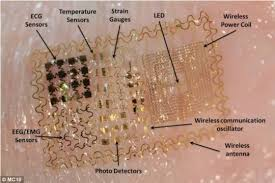 ECG
Sensors
Temperature
Sensors
Strain
Gauges
LED
Wireless
Power Coil
EEG/EMG
Sensors
Photo Detectors
Wireless communication
oscillator
Wireless
antenna
© MC10